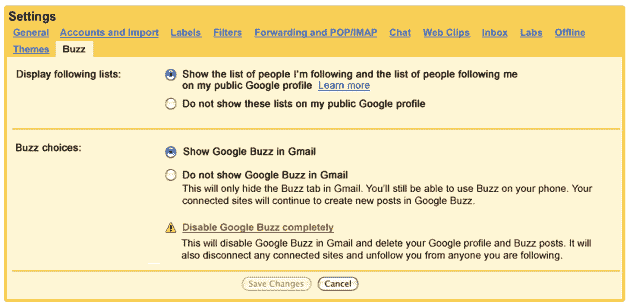 Settings
General Accounts and Import Labels Filters Forwarding and POP/IMAP Chat Web Clips Inbox Labs Offline
Themes Buzz
Display following lists: Show the list of people I'm following and the list of people following me
on my public Google profile Learn more
Do not show these lists on my public Google profile
Buzz choices: Show Google Buzz in Gmail
Do not show Google Buzz in Gmail
This will only hide the Buzz tab in Gmail. You'll still be able to use Buzz on your phone. Your
connected sites will continue to create new posts in Google Buzz.
Disable Google Buzz completely
This will disable Google Buzz in Gmail and delete your Google profile and Buzz posts. It will
also disconnect any connected sites and unfollow you from anyone you are following.
Save Changes Cancel